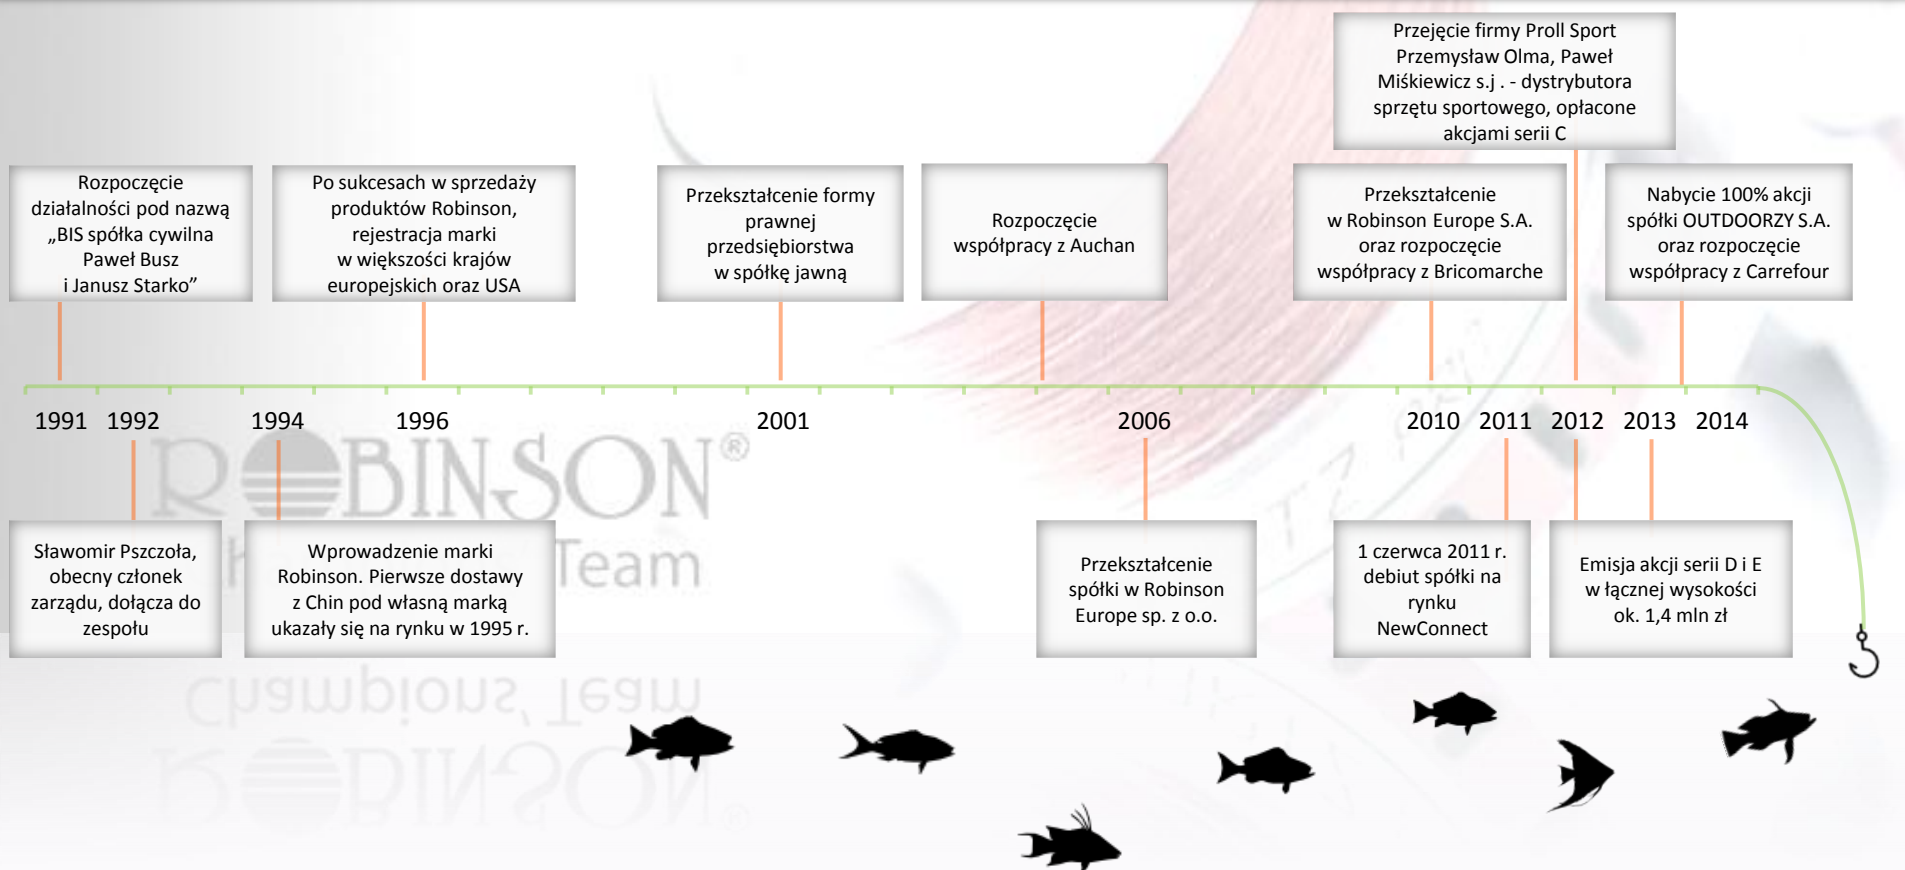 Przejęcie firmy Proll Sport
Przemysław Olma, Paweł
Miśkiewicz s.j . - dystrybutora
sprzętu sportowego, opłacone
akcjami serii C
Rozpoczęcie
działalności pod nazwą
„BIS spółka cywilna
Paweł Busz
i Janusz Starko”
Po sukcesach w sprzedaży
produktów Robinson,
rejestracja marki
w większości krajów
europejskich oraz USA
Przekształcenie formy
prawnej
przedsiębiorstwa
w spółkę jawną
Rozpoczęcie
współpracy z Auchan
Przekształcenie
w Robinson Europe S.A.
oraz rozpoczęcie
współpracy z Bricomarche
Nabycie 100% akcji
spółki OUTDOORZY S.A.
oraz rozpoczęcie
współpracy z Carrefour
1991 1992 1994 1996 2001 2006 2010 2011 2012 2013 2014
ROBINSON®
Team
Sławomir Pszczoła,
obecny członek
zarządu, dołącza do
zespołu
Wprowadzenie marki
Robinson. Pierwsze dostawy
z Chin pod własną marką
ukazały się na rynku w 1995 r.
Przekształcenie
spółki w Robinson
Europe sp. z o.o.
1 czerwca 2011 r.
debiut spółki na
rynku
NewConnect
Emisja akcji serii D i E
w łącznej wysokości
ok. 1,4 mln zł
Champions' Team
ROBINSON®